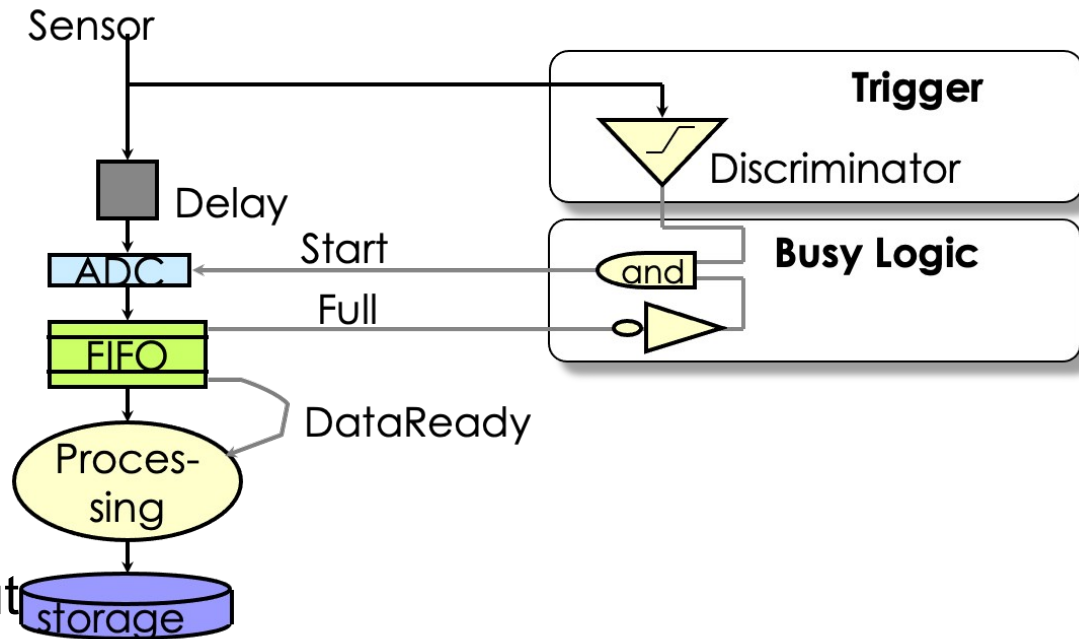 Sensor
Trigger
Discriminator
Delay
Start
Busy Logic
ADC
and
Full
FIFO
DataReady
Proces-
sing
storage